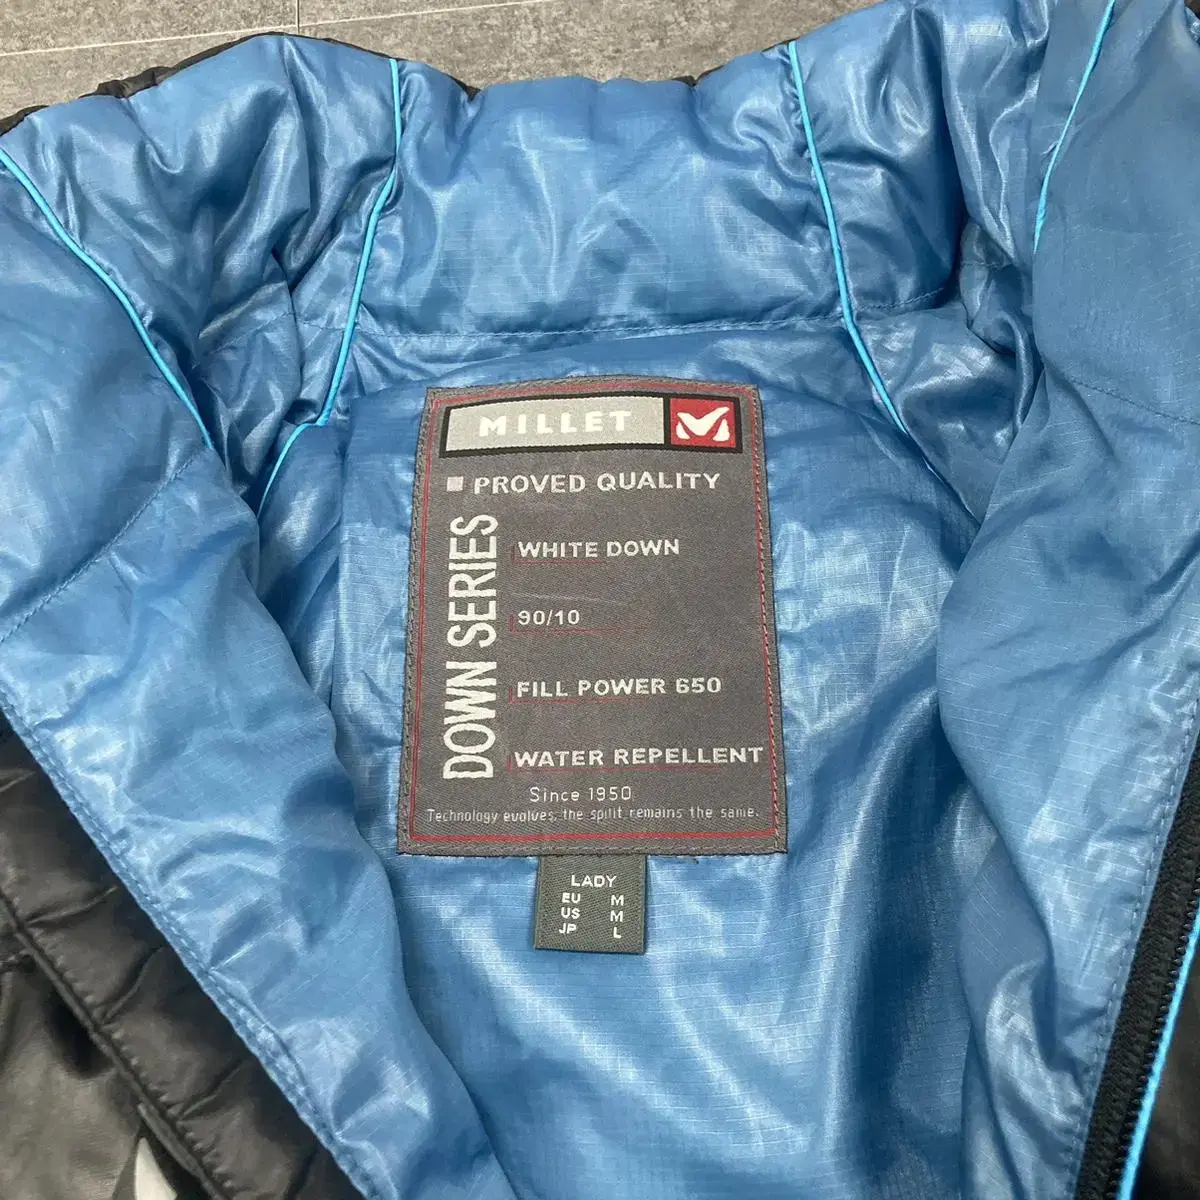 MILLET
PROVED QUALITY
DOWN SERIES
WHITE DOWN
90/10
FILL POWER 650
WATER REPELLENT
Since 1950
Technology evolves, the spilit remains the same.
LADY
EU M
US M
JP L